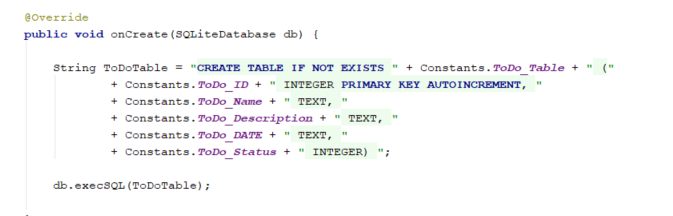 @Override
public void onCreate(SQLiteDatabase db) {
String ToDoTable = "CREATE TABLE IF NOT EXISTS " + Constants.ToDo_Table + " ("
+ Constants.ToDo_ID + " INTEGER PRIMARY KEY AUTOINCREMENT, "
+ Constants.ToDo_Name + " TEXT, "
+ Constants.ToDo_Description + " TEXT, "
+ Constants.ToDo_DATE + " TEXT, "
+ Constants.ToDo_Status + " INTEGER) ";
db.execSQL(ToDoTable);